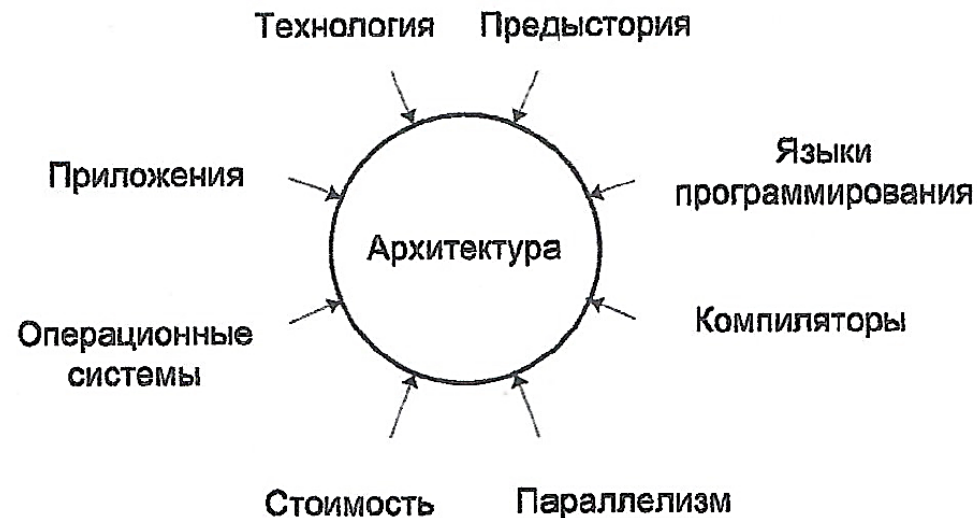 Технология Предыстория
Приложения
Языки
программирования
Архитектура
Операционные
системы
Компиляторы
Стоимость Параллелизм